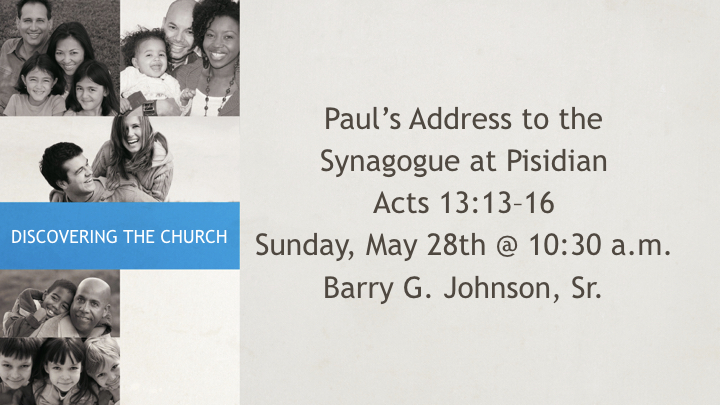 DISCOVERING THE CHURCH
Paul’s Address to the
Synagogue at Pisidian
Acts 13:13–16
Sunday, May 28th @ 10:30 a.m.
Barry G. Johnson, Sr.